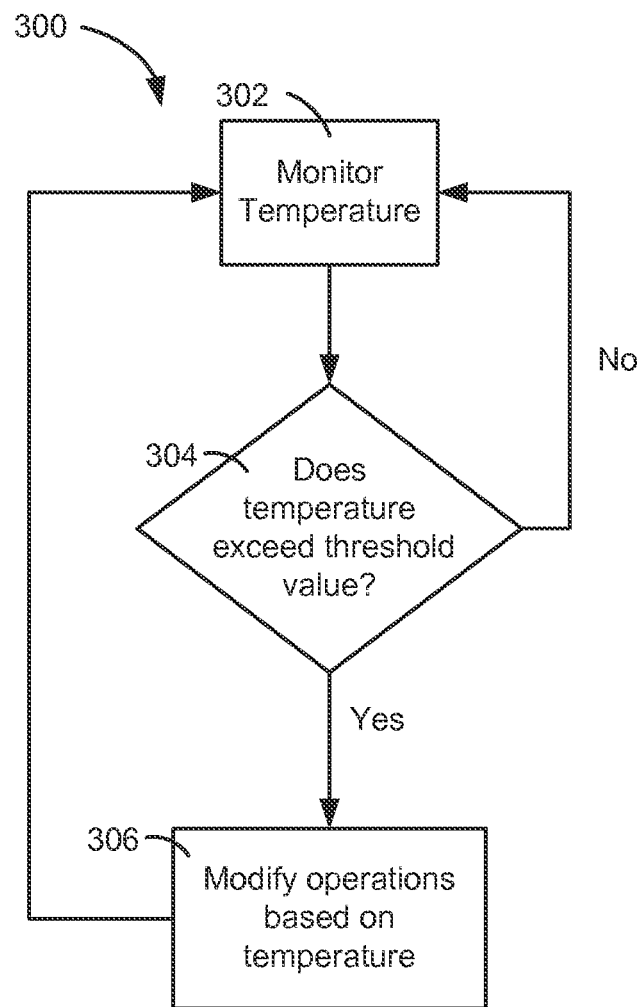 300
302
Monitor
Temperature
No
304
Does
temperature
exceed threshold
value?
Yes
306
Modify operations
based on
temperature